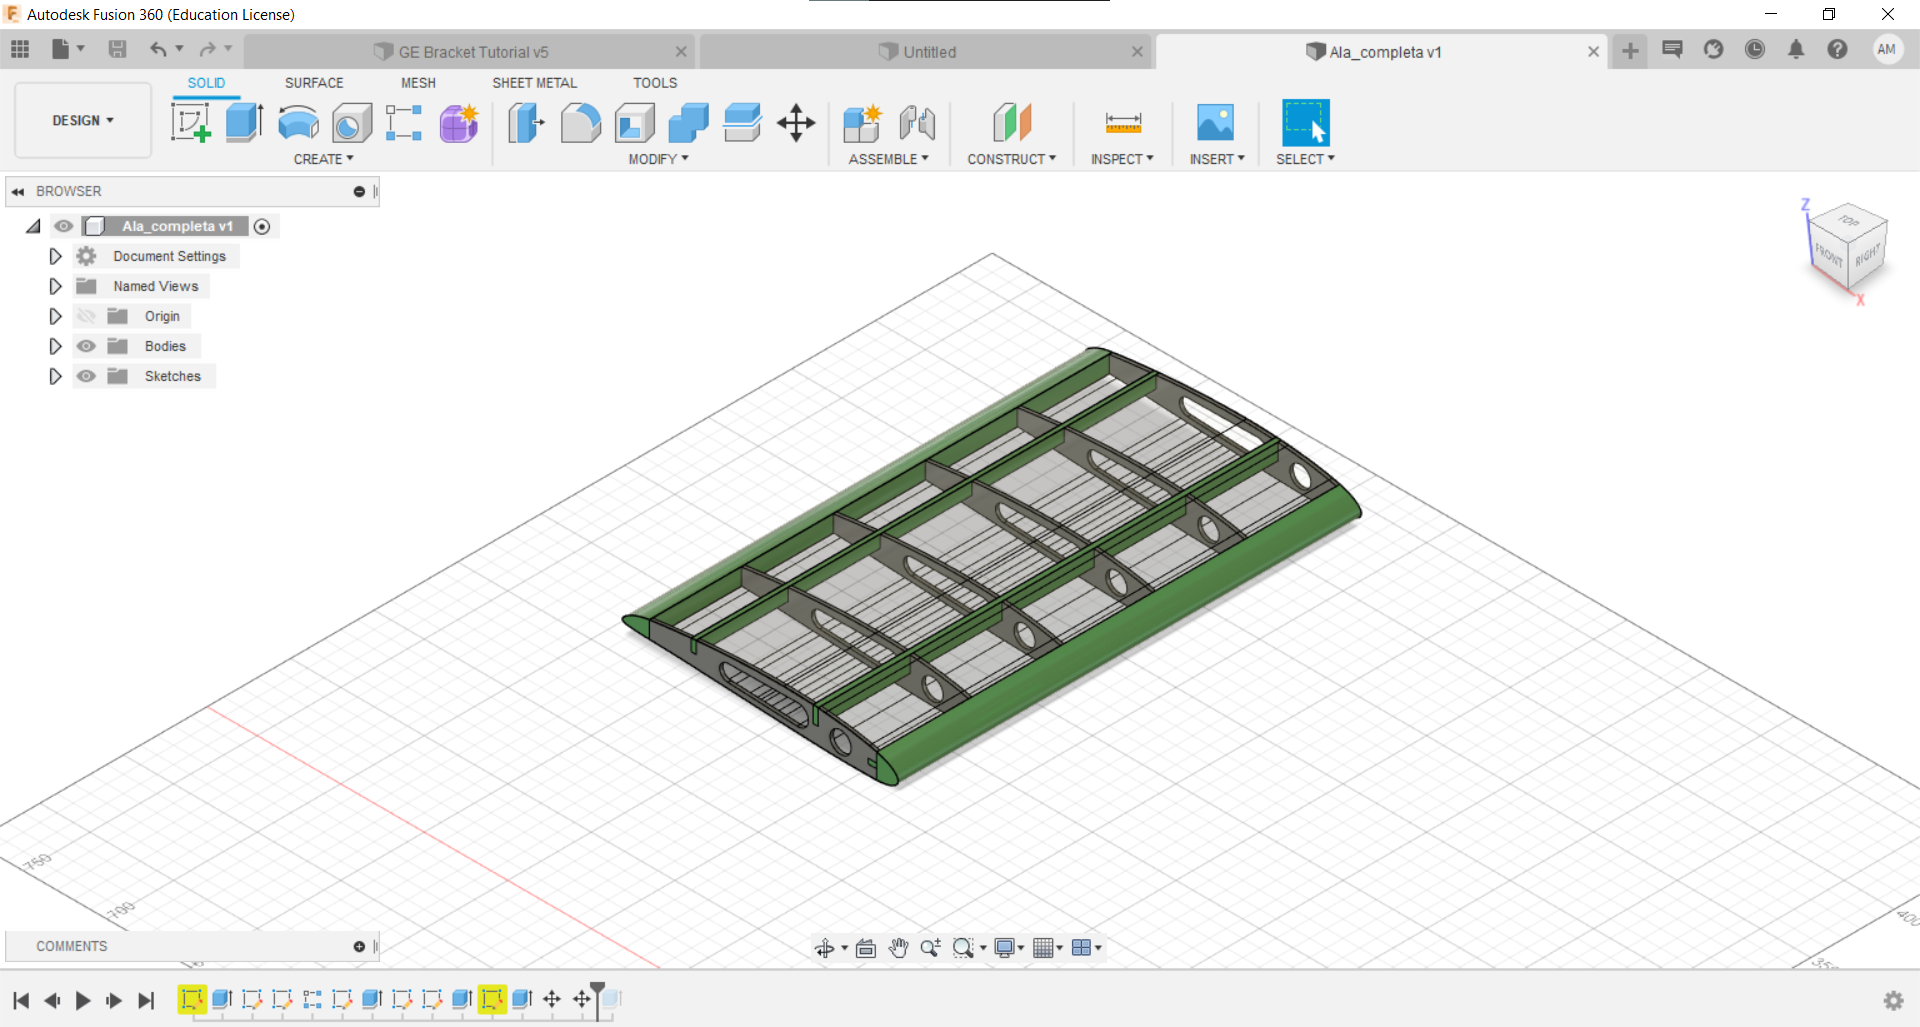 Autodesk Fusion 360 (Education License)
GE Bracket Tutorial v5
Untitled
Ala_completa v1
AM
SOLID
SURFACE
MESH
SHEET METAL
TOOLS
DESIGN
CREATE
MODIFY
ASSEMBLE
CONSTRUCT
INSPECT
INSERT
SELECT
BROWSER
Ala_completa v1
Document Settings
Named Views
Origin
Bodies
Sketches
Z
TOP
FRONT
RIGHT
X
750
700
400
COMMENTS